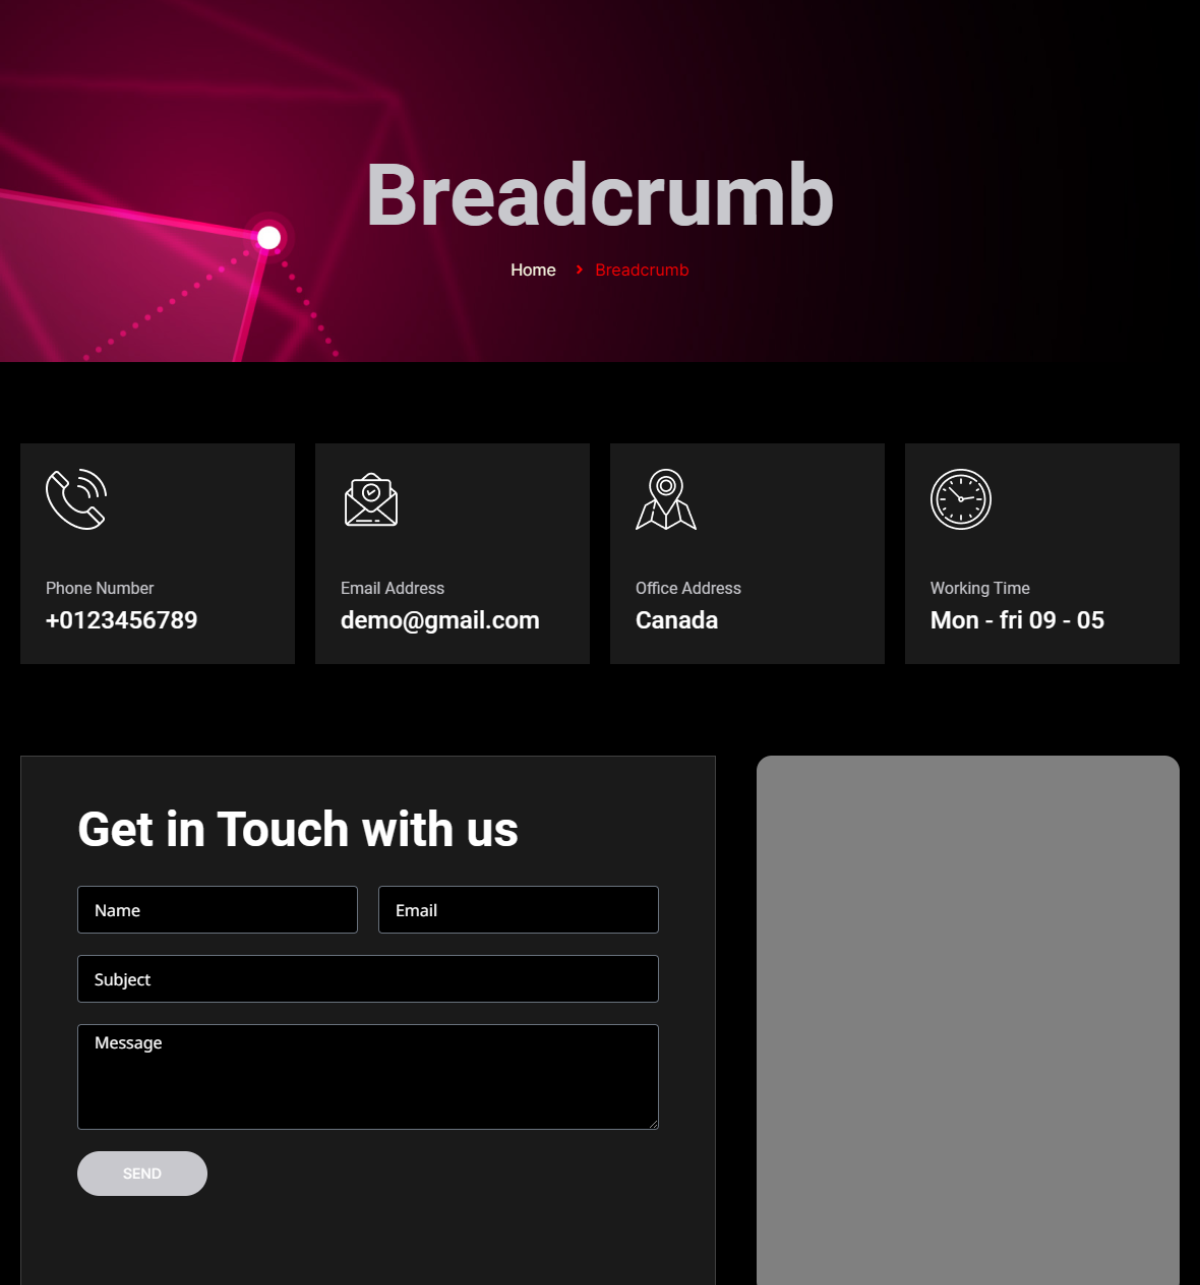 Breadcrumb
Home Breadcrumb
Phone Number
+0123456789
Email Address
demo@gmail.com
Office Address
Canada
Working Time
Mon - fri 09 - 05
Get in Touch with us
Name
Email
Subject
Message
SEND